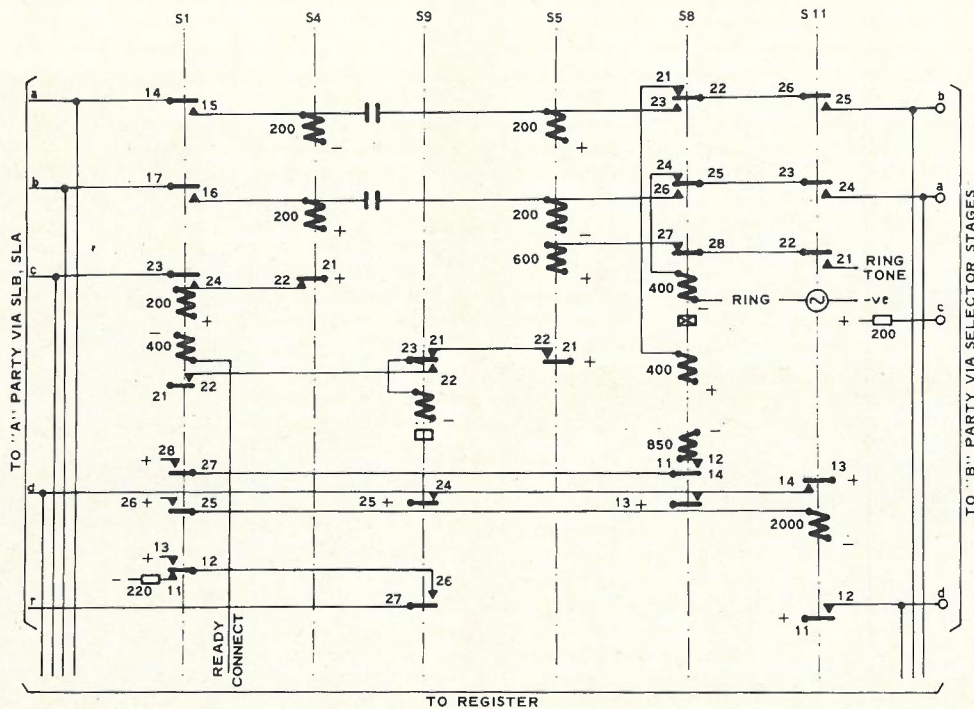 S1 S4 S9 S5 S8 S11
21
a 14 15 22 26 b
23 25
200 200
- +
24
b 17 16 25 23 a
26 24
200 200
+ -
27 28 22
600
c 23 24 22 21 + 21
RING TONE
200 400
+ + - RING -ve
- + 200 c
400 23 21 22 21 +
21 22 22 400
- +
850 -
+ 28 27 11 12 14 13
24 14 +
d 26 + - 25 25 + 13 +
2000
-
+ 13 12
- 220 11 26 12 d
r 27 + 11
READY CONNECT
TO "A" PARTY VIA SLB, SLA
TO "B" PARTY VIA SELECTOR STAGES
TO REGISTER